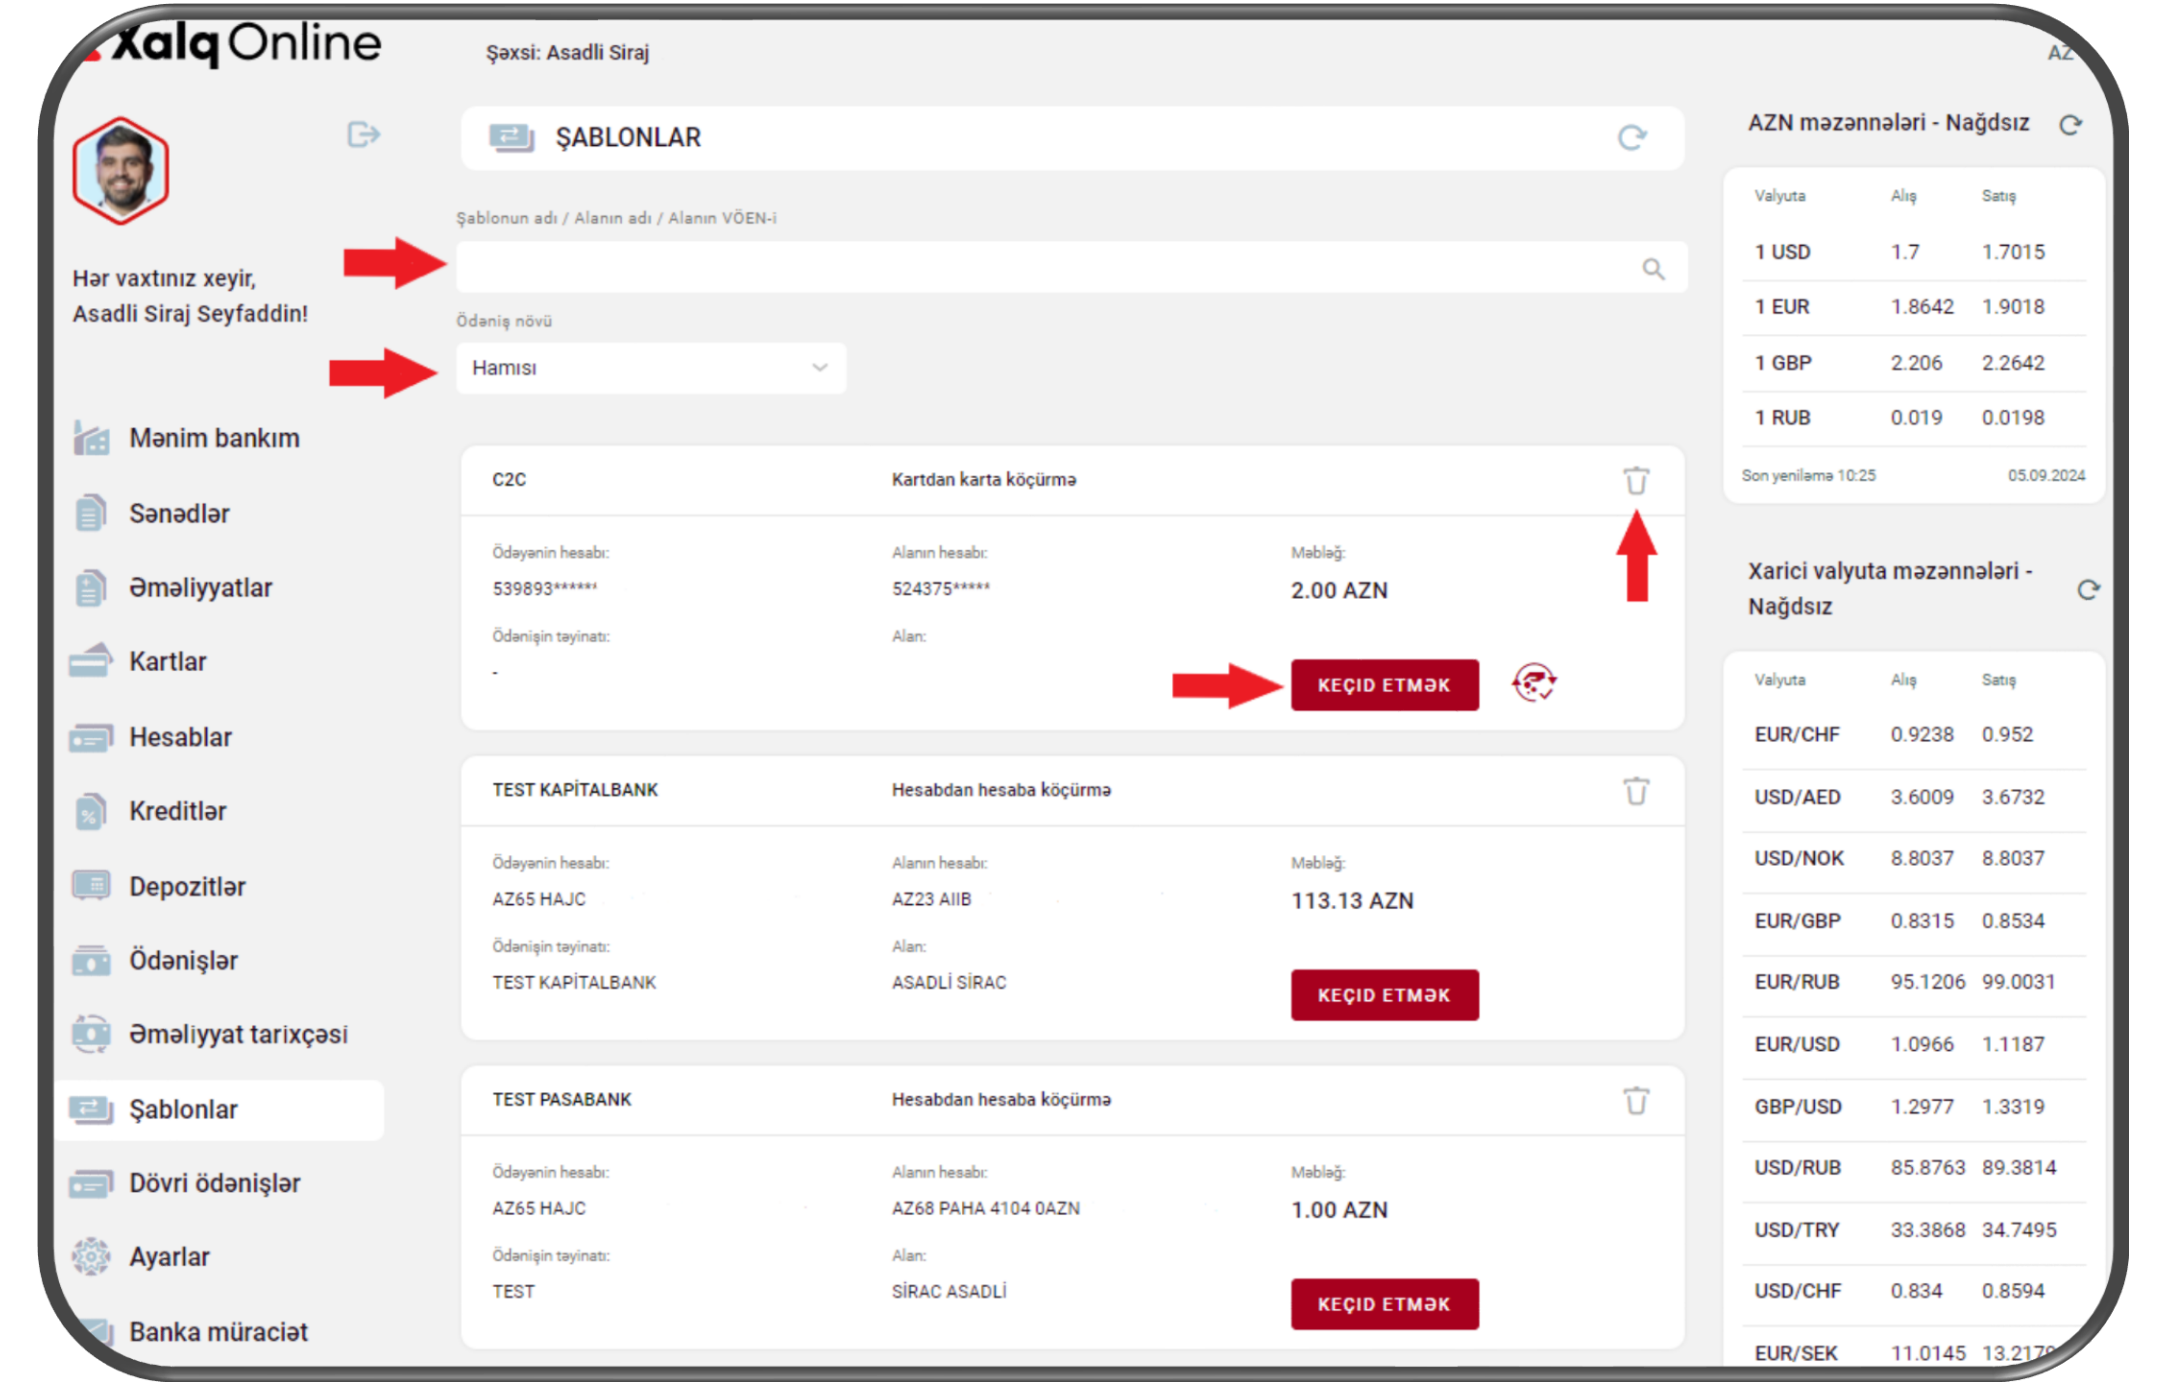 Xalq Online
Şəxsi: Asadli Siraj
AZ
Hər vaxtınız xeyir,
Asadli Siraj Seyfaddin!
Mənim bankım
Sənədlər
Əməliyyatlar
Kartlar
Hesablar
Kreditlər
Depozitlər
Ödənişlər
Əməliyyat tarixçəsi
Şablonlar
Dövri ödənişlər
Ayarlar
Banka müraciət
ŞABLONLAR
Şablonun adı / Alanın adı / Alanın VÖEN-i
Ödəniş növü
Hamısı
C2C Kartdan karta köçürmə
Ödəyənin hesabı: Alanın hesabı: Məbləğ:
539893****** 524375***** 2.00 AZN
Ödənişin təyinatı: Alan:
-
KEÇID ETMƏK
TEST KAPİTALBANK Hesabdan hesaba köçürmə
Ödəyənin hesabı: Alanın hesabı: Məbləğ:
AZ65 HAJC AZ23 AIIB 113.13 AZN
Ödənişin təyinatı: Alan:
TEST KAPİTALBANK ASADLİ SİRAC
KEÇID ETMƏK
TEST PASABANK Hesabdan hesaba köçürmə
Ödəyənin hesabı: Alanın hesabı: Məbləğ:
AZ65 HAJC AZ68 PAHA 4104 0AZN 1.00 AZN
Ödənişin təyinatı: Alan:
TEST SİRAC ASADLİ
KEÇID ETMƏK
AZN məzənnələri - Nağdsız
Valyuta Alış Satış
1 USD 1.7 1.7015
1 EUR 1.8642 1.9018
1 GBP 2.206 2.2642
1 RUB 0.019 0.0198
Son yeniləmə 10:25 05.09.2024
Xarici valyuta məzənnələri -
Nağdsız
Valyuta Alış Satış
EUR/CHF 0.9238 0.952
USD/AED 3.6009 3.6732
USD/NOK 8.8037 8.8037
EUR/GBP 0.8315 0.8534
EUR/RUB 95.1206 99.0031
EUR/USD 1.0966 1.1187
GBP/USD 1.2977 1.3319
USD/RUB 85.8763 89.3814
USD/TRY 33.3868 34.7495
USD/CHF 0.834 0.8594
EUR/SEK 11.0145